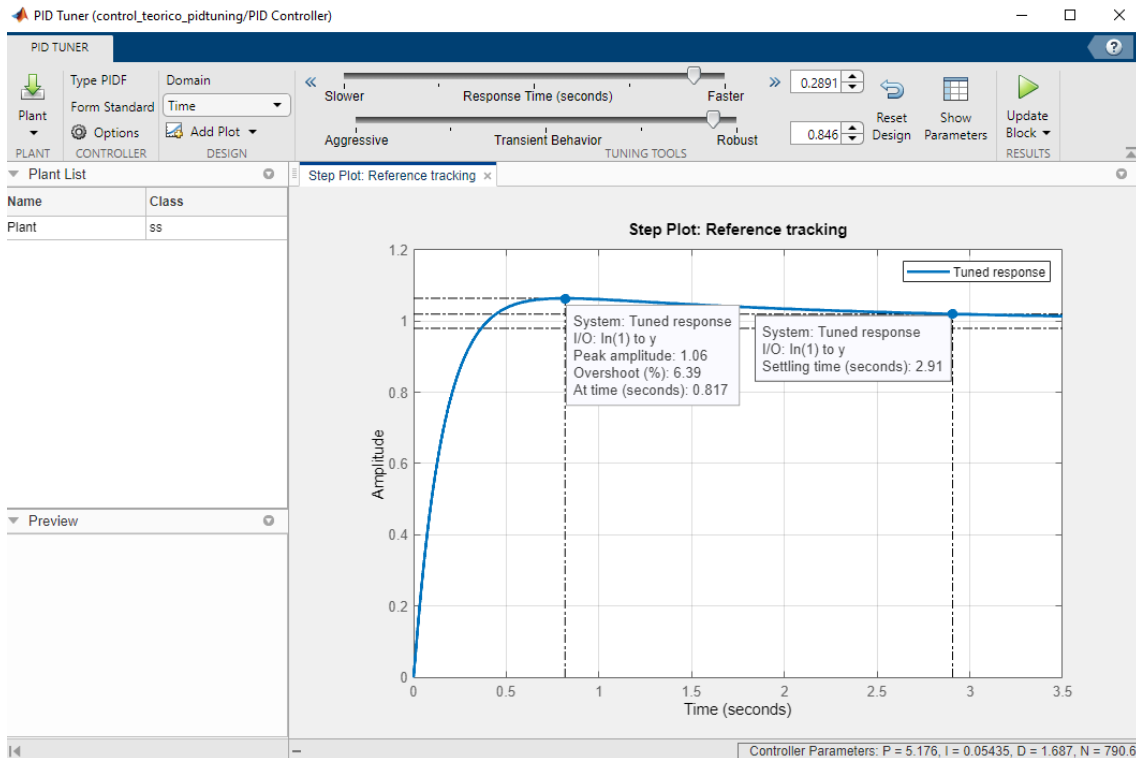 PID Tuner (control_teorico_pidtuning/PID Controller)
PID TUNER
Plant
PLANT
Type PIDF
Form Standard
Options
CONTROLLER
Domain
Time
Add Plot
DESIGN
Slower Response Time (seconds) Faster
0.2891
Aggressive Transient Behavior Robust
0.846
TUNING TOOLS
Reset Design
Show Parameters
Update Block
RESULTS
Plant List
Name Class
Plant ss
Preview
Step Plot: Reference tracking
Step Plot: Reference tracking
Tuned response
System: Tuned response
I/O: In(1) to y
Peak amplitude: 1.06
Overshoot (%): 6.39
At time (seconds): 0.817
System: Tuned response
I/O: In(1) to y
Settling time (seconds): 2.91
Amplitude
1.2
1
0.8
0.6
0.4
0.2
0
0 0.5 1 1.5 2 2.5 3 3.5
Time (seconds)
Controller Parameters: P = 5.176, I = 0.05435, D = 1.687, N = 790.6